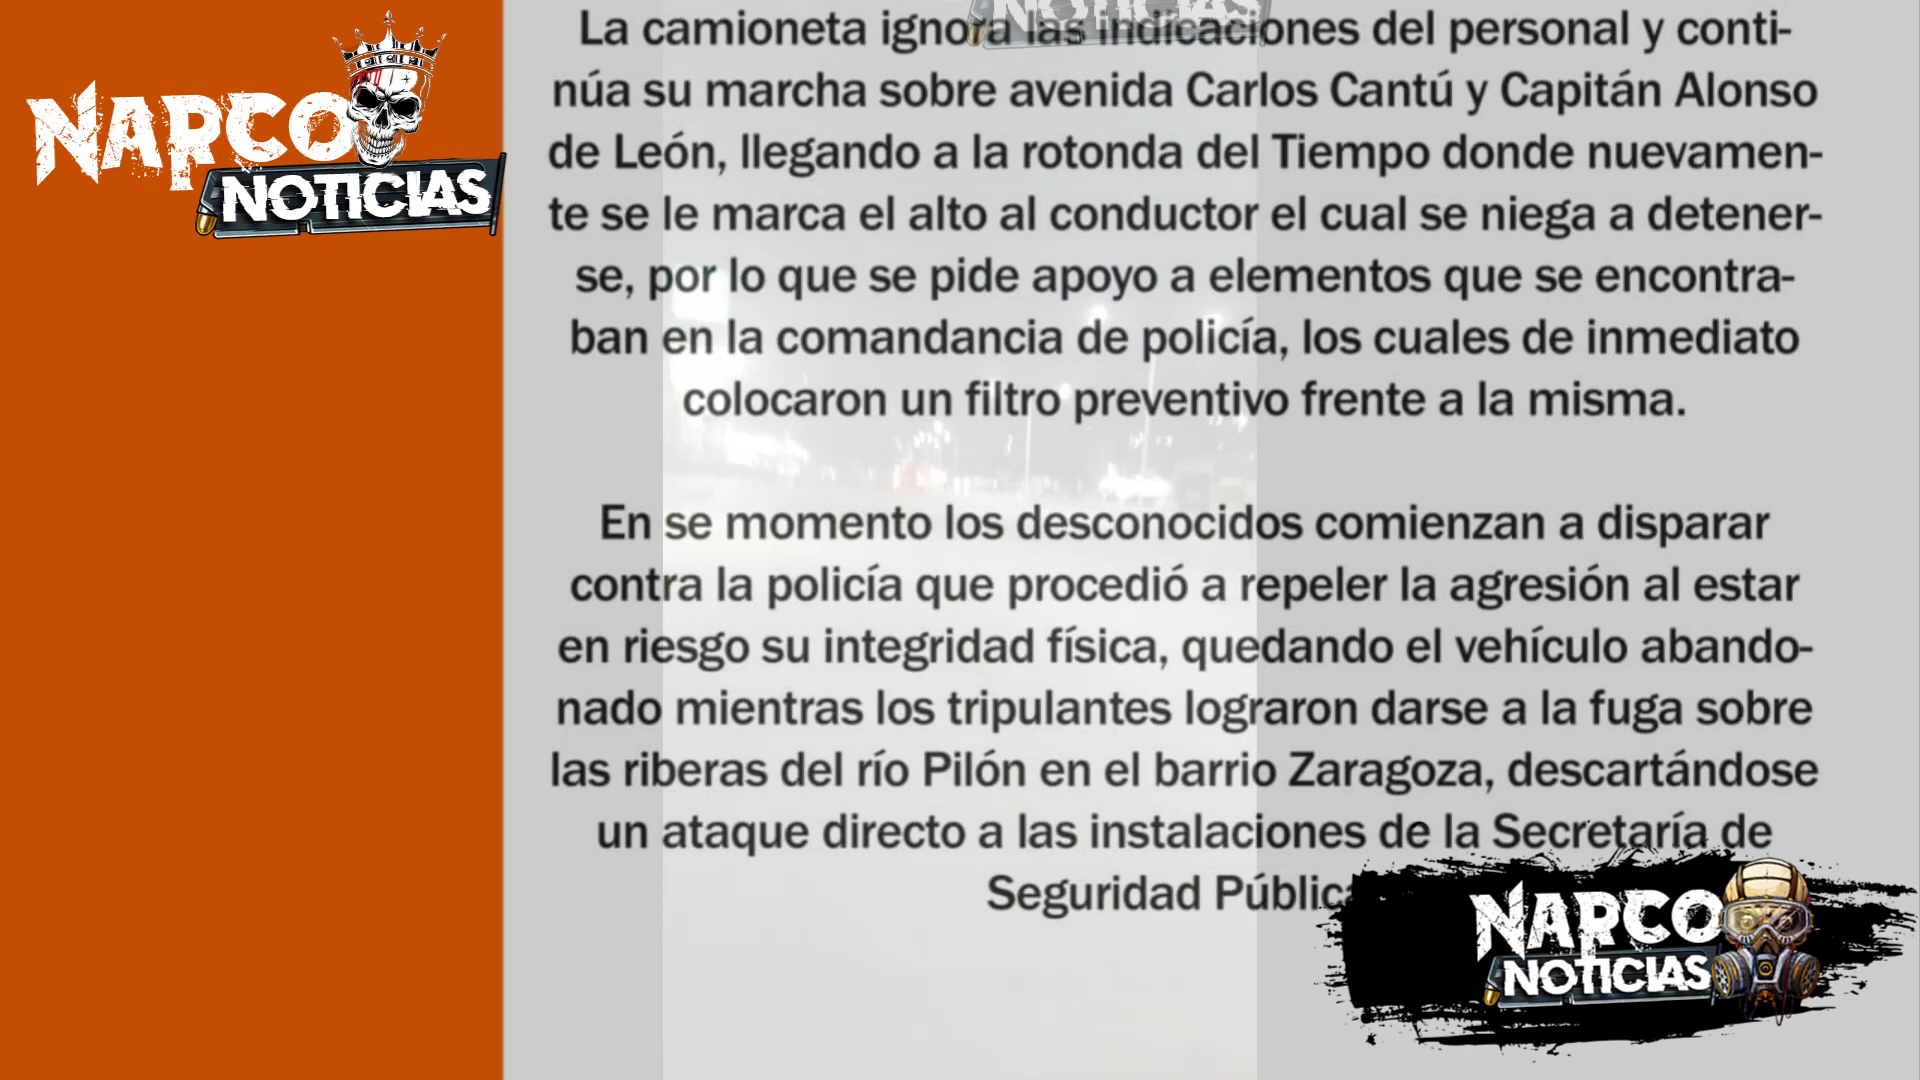 NARCO
NOTICIAS
NOTICIAS
La camioneta ignora las indicaciones del personal y conti-
núa su marcha sobre avenida Carlos Cantú y Capitán Alonso
de León, llegando a la rotonda del Tiempo donde nuevamen-
te se le marca el alto al conductor el cual se niega a detener-
se, por lo que se pide apoyo a elementos que se encontra-
ban en la comandancia de policía, los cuales de inmediato
colocaron un filtro preventivo frente a la misma.
En se momento los desconocidos comienzan a disparar
contra la policía que procedió a repeler la agresión al estar
en riesgo su integridad física, quedando el vehículo abando-
nado mientras los tripulantes lograron darse a la fuga sobre
las riberas del río Pilón en el barrio Zaragoza, descartándose
un ataque directo a las instalaciones de la Secretaría de
Seguridad Pública
NARCO
NOTICIAS